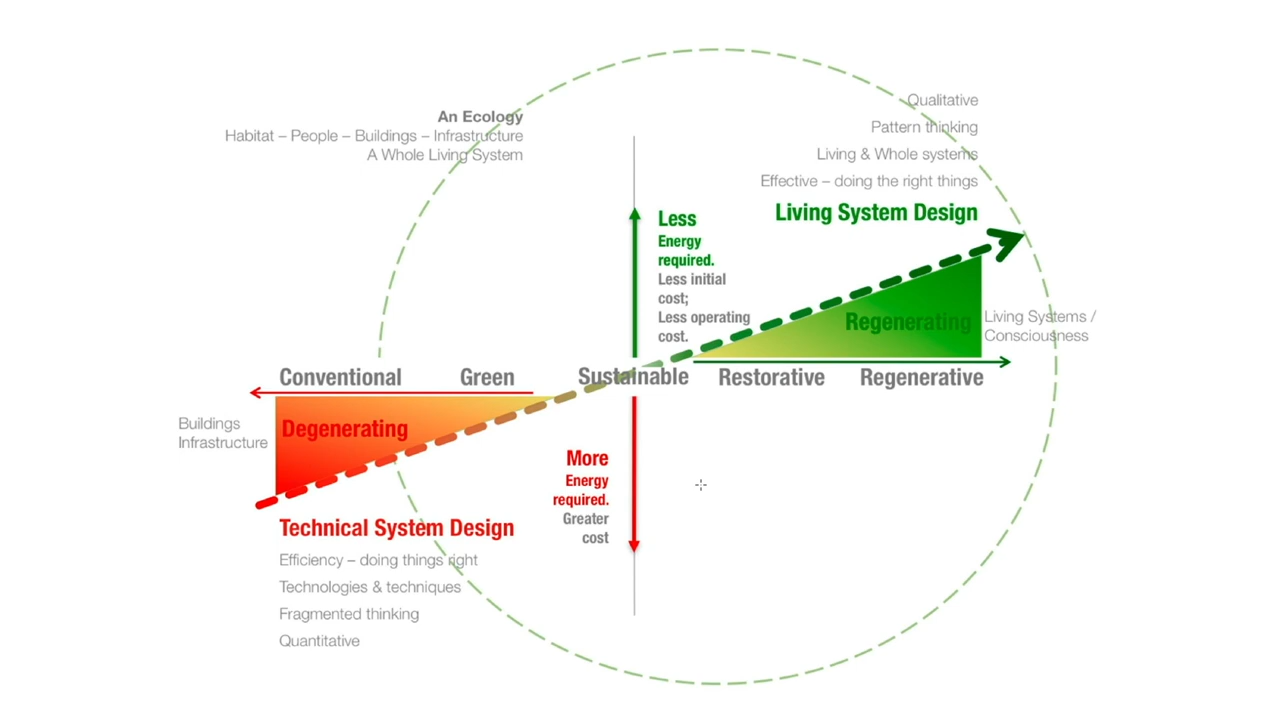 An Ecology
Habitat – People – Buildings – Infrastructure
A Whole Living System
Qualitative
Pattern thinking
Living & Whole systems
Effective – doing the right things
Living System Design
Less
Energy
required.
Less initial
cost;
Less operating
cost.
Regenerating
Living Systems /
Consciousness
Conventional
Green
Sustainable
Restorative
Regenerative
Buildings
Infrastructure
Degenerating
More
Energy
required.
Greater
cost
Technical System Design
Efficiency – doing things right
Technologies & techniques
Fragmented thinking
Quantitative